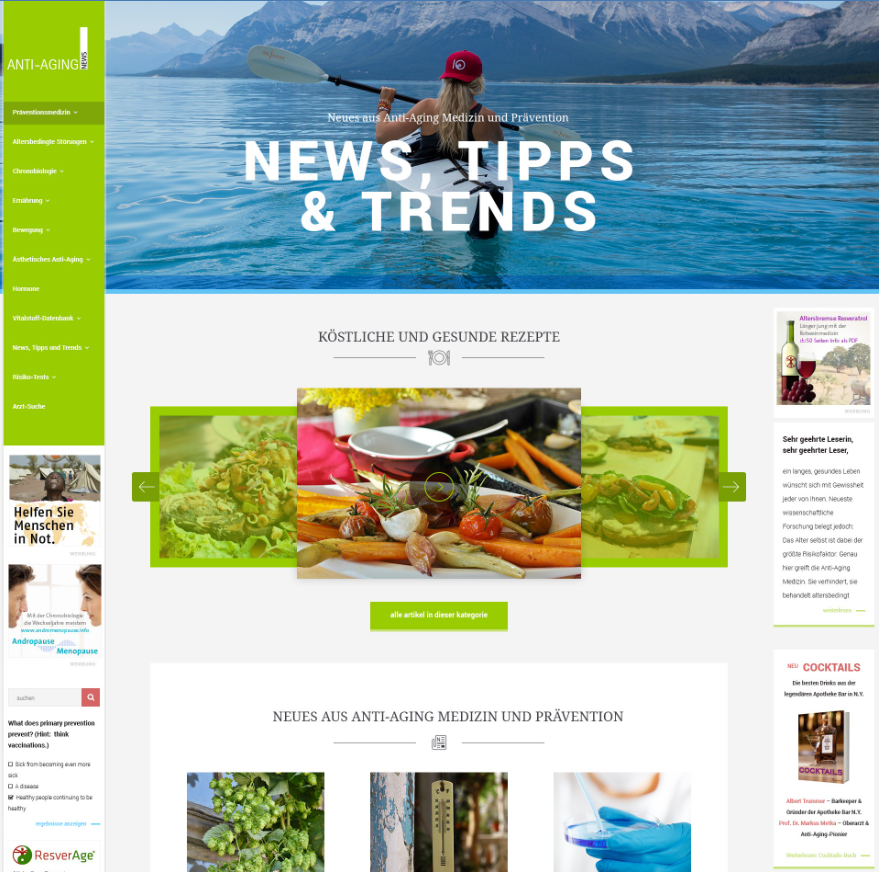 ANTI-AGING
NEWS
Präventionsmedizin
Altersbedingte Störungen
Chronobiologie
Ernährung
Bewegung
Ästhetisches Anti-Aging
Hormone
Vitalstoff-Datenbank
News, Tipps und Trends
Risiko-Tests
Arzt-Suche
Helfen Sie
Menschen
in Not.
WERBUNG
Mit der Chronobiologie
die Wechseljahre meistern
www.andromenopause.info
Andropause
Menopause
WERBUNG
suchen
What does primary prevention
prevent? (Hint: think
vaccinations.)
Sick from becoming even more
sick
A disease
Healthy people continuing to be
healthy
ergebnisse anzeigen
ResverAge®
Neues aus Anti-Aging Medizin und Prävention
NEWS, TIPPS
& TRENDS
KÖSTLICHE UND GESUNDE REZEPTE
alle artikel in dieser kategorie
NEUES AUS ANTI-AGING MEDIZIN UND PRÄVENTION
Altersbremse Resveratrol
Länger jung mit der
Rotweinmedizin
150 Seiten Info als PDF
WERBUNG
Sehr geehrte Leserin,
sehr geehrter Leser,
ein langes, gesundes Leben
wünscht sich mit Gewissheit
jeder von Ihnen. Neueste
wissenschaftliche
Forschung belegt jedoch:
Das Alter selbst ist dabei der
größte Risikofaktor. Genau
hier greift die Anti-Aging
Medizin. Sie verhindert, sie
behandelt altersbedingt
weiterlesen
NEU COCKTAILS
Die besten Drinks aus der
legendären Apotheke Bar in N.Y.
COCKTAILS
Albert Trummer – Barkeeper &
Gründer der Apotheke Bar N.Y.
Prof. Dr. Markus Metka – Oberarzt &
Anti-Aging-Pionier
Weiterlesen: Cocktails-Buch